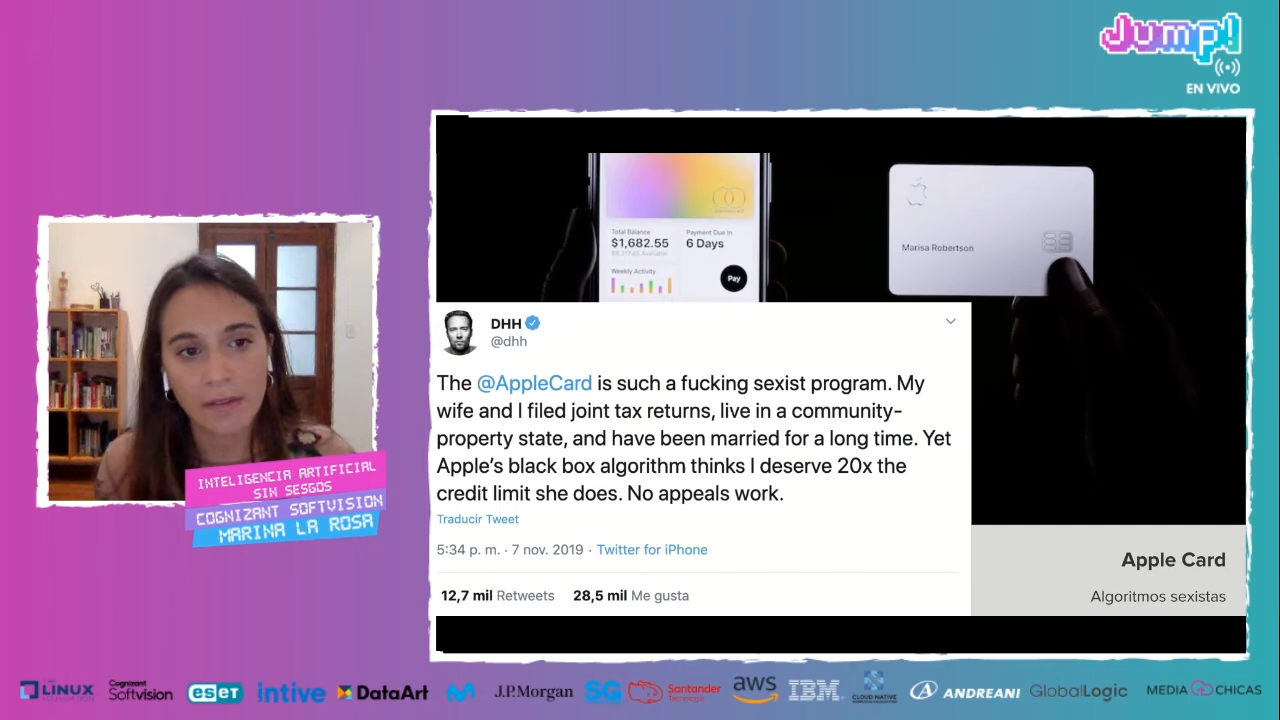 Jump!
EN VIVO
Total Balance
$1,682.55
Payment Due In
6 Days
Weekly Activity
Pay
Marisa Robertson
DHH
@dhh
The @AppleCard is such a fucking sexist program. My
wife and I filed joint tax returns, live in a community-
property state, and have been married for a long time. Yet
Apple's black box algorithm thinks I deserve 20x the
credit limit she does. No appeals work.
Traducir Tweet
5:34 p. m. · 7 nov. 2019 · Twitter for iPhone
12,7 mil Retweets 28,5 mil Me gusta
Apple Card
Algoritmos sexistas
INTELIGENCIA ARTIFICIAL
SIN SESGOS
COGNIZANT SOFTVISION
MARINA LA ROSA
LINUX
Cognizant
Softvision
eset
intive
DataArt
J.P.Morgan
SG
Santander
Tecnología
aws
IBM
CLOUD NATIVE
ANDREANI
GlobalLogic
MEDIA CHICAS